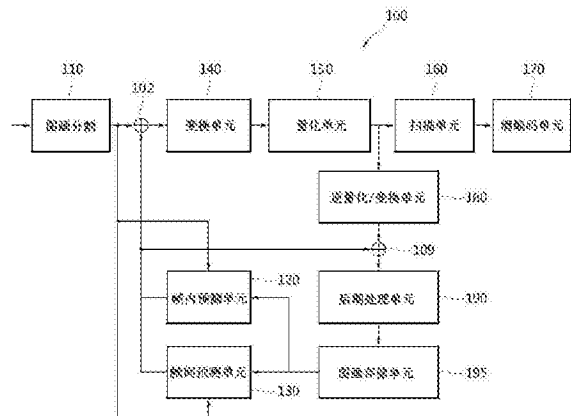 100
110
102
140
150
160
170
图像分割
变换单元
量化单元
扫描单元
熵编码单元
逆量化/变换单元
180
109
120
帧内预测单元
后期处理单元
190
帧间预测单元
130
图像存储单元
195